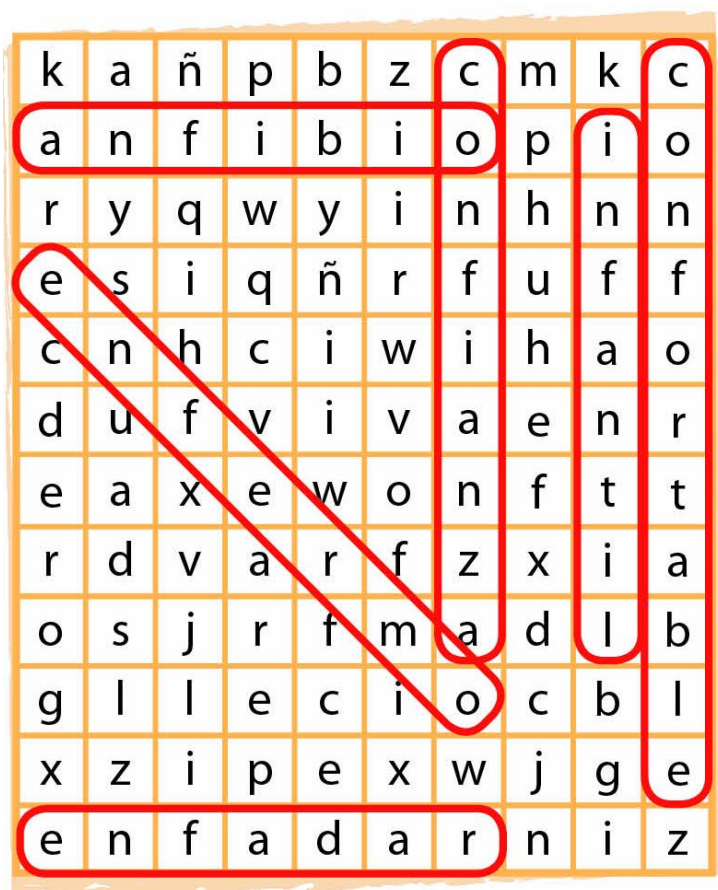 k a ñ p b z c m k c
a n f i b i o p i o
r y q w y i n h n n
e s i q ñ r f u f f
c n h c i w i h a o
d u f v i v a e n r
e a x e w o n f t t
r d v a r f z x i a
o s j r f m a d l b
g l l e c i o c b l
x z i p e x w j g e
e n f a d a r n i z